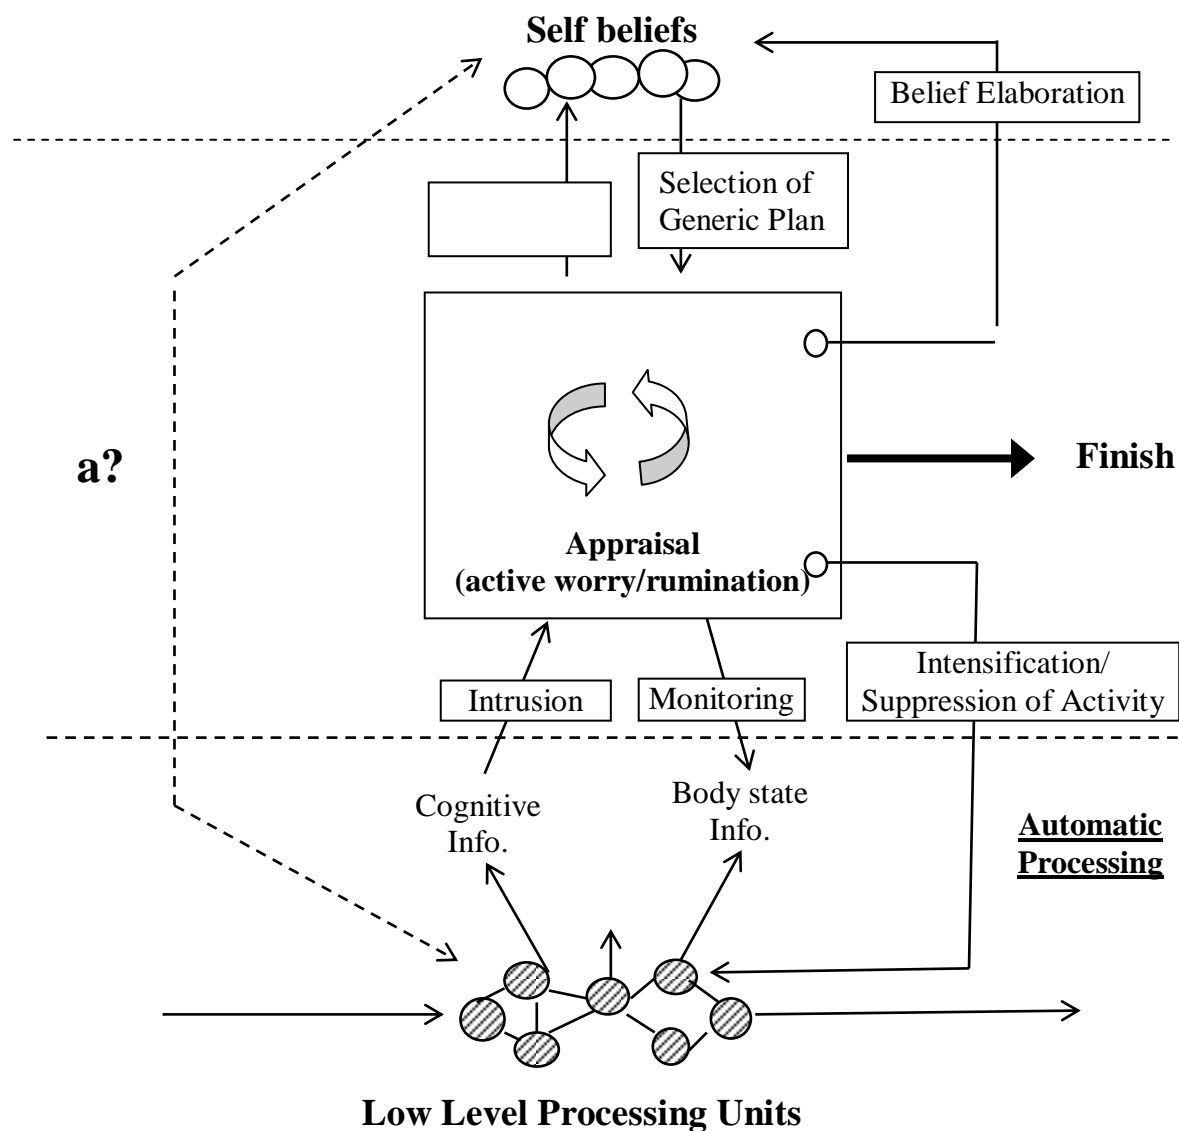 Self beliefs
Belief Elaboration
Selection of
Generic Plan
a?
Finish
Appraisal
(active worry/rumination)
Intrusion
Monitoring
Intensification/
Suppression of Activity
Cognitive
Info.
Body state
Info.
Automatic
Processing
Low Level Processing Units